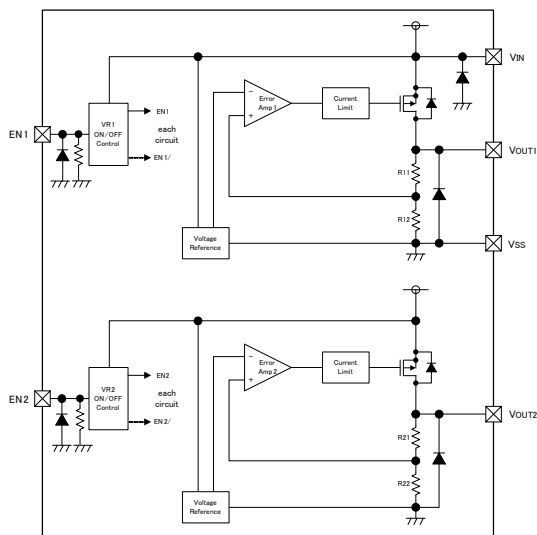 VIN
Error
Amp 1
−
+
Current
Limit
EN1
VR1
ON/OFF
Control
EN1
each
circuit
EN1/
VOUT1
R11
R12
Voltage
Reference
VSS
Error
Amp 2
−
+
Current
Limit
EN2
VR2
ON/OFF
Control
EN2
each
circuit
EN2/
VOUT2
R21
R22
Voltage
Reference